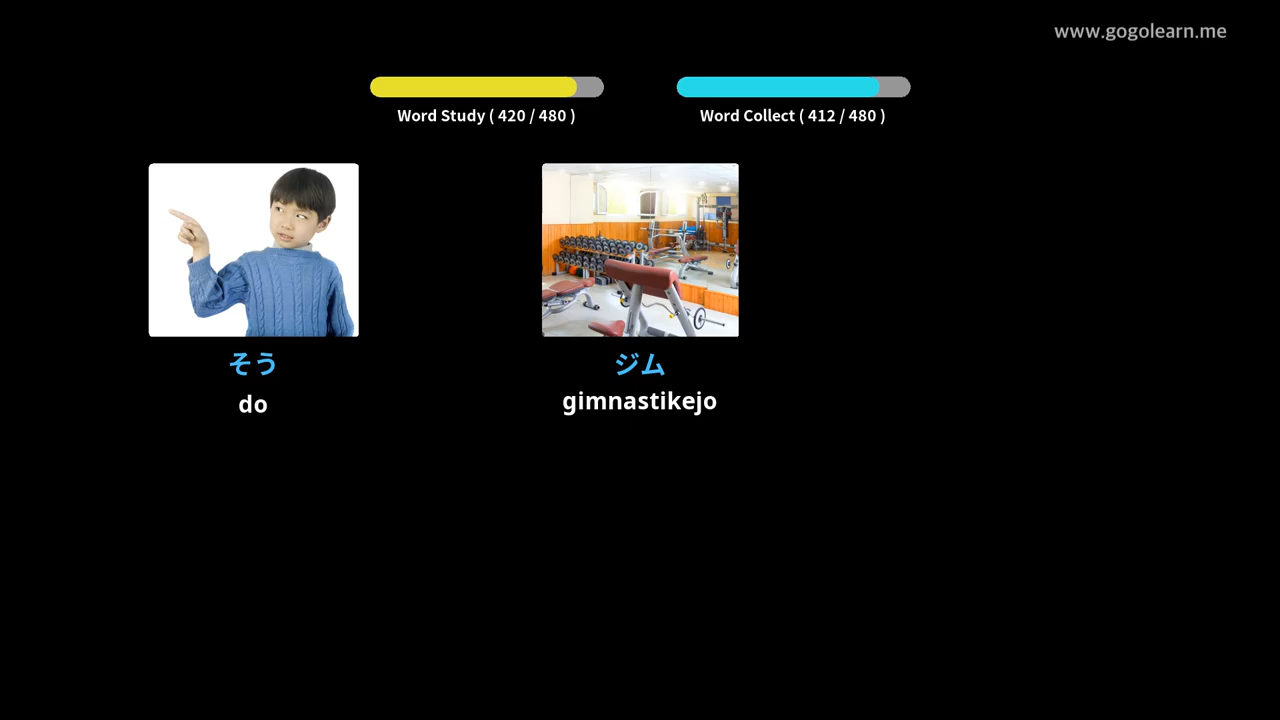 www.gogolearn.me
Word Study ( 420 / 480 )
Word Collect ( 412 / 480 )
そう
do
ジム
gimnastikejo